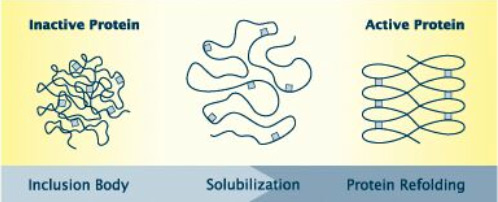 Inactive Protein
Active Protein
Inclusion Body
Solubilization
Protein Refolding